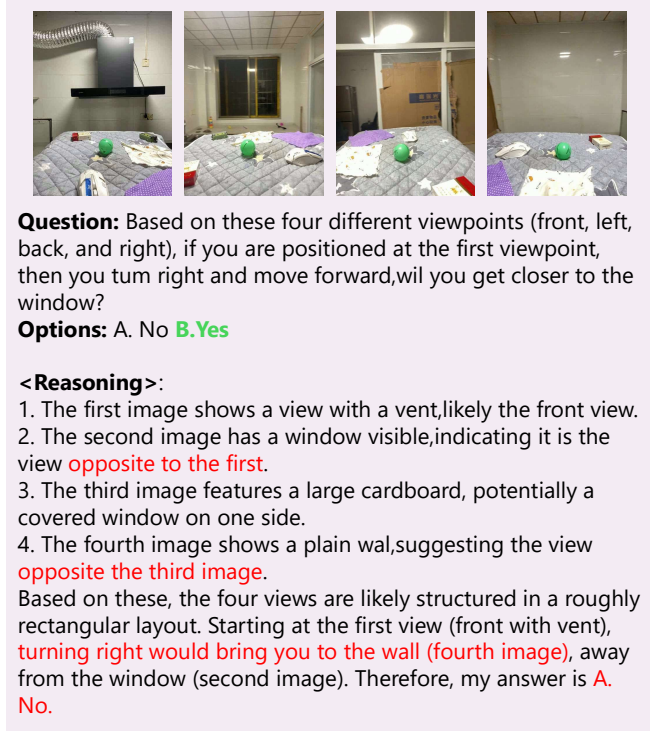 Question: Based on these four different viewpoints (front, left,
back, and right), if you are positioned at the first viewpoint,
then you tum right and move forward,wil you get closer to the
window?
Options: A. No B.Yes
<Reasoning>:
1. The first image shows a view with a vent,likely the front view.
2. The second image has a window visible,indicating it is the
view opposite to the first.
3. The third image features a large cardboard, potentially a
covered window on one side.
4. The fourth image shows a plain wal,suggesting the view
opposite the third image.
Based on these, the four views are likely structured in a roughly
rectangular layout. Starting at the first view (front with vent),
turning right would bring you to the wall (fourth image), away
from the window (second image). Therefore, my answer is A.
No.